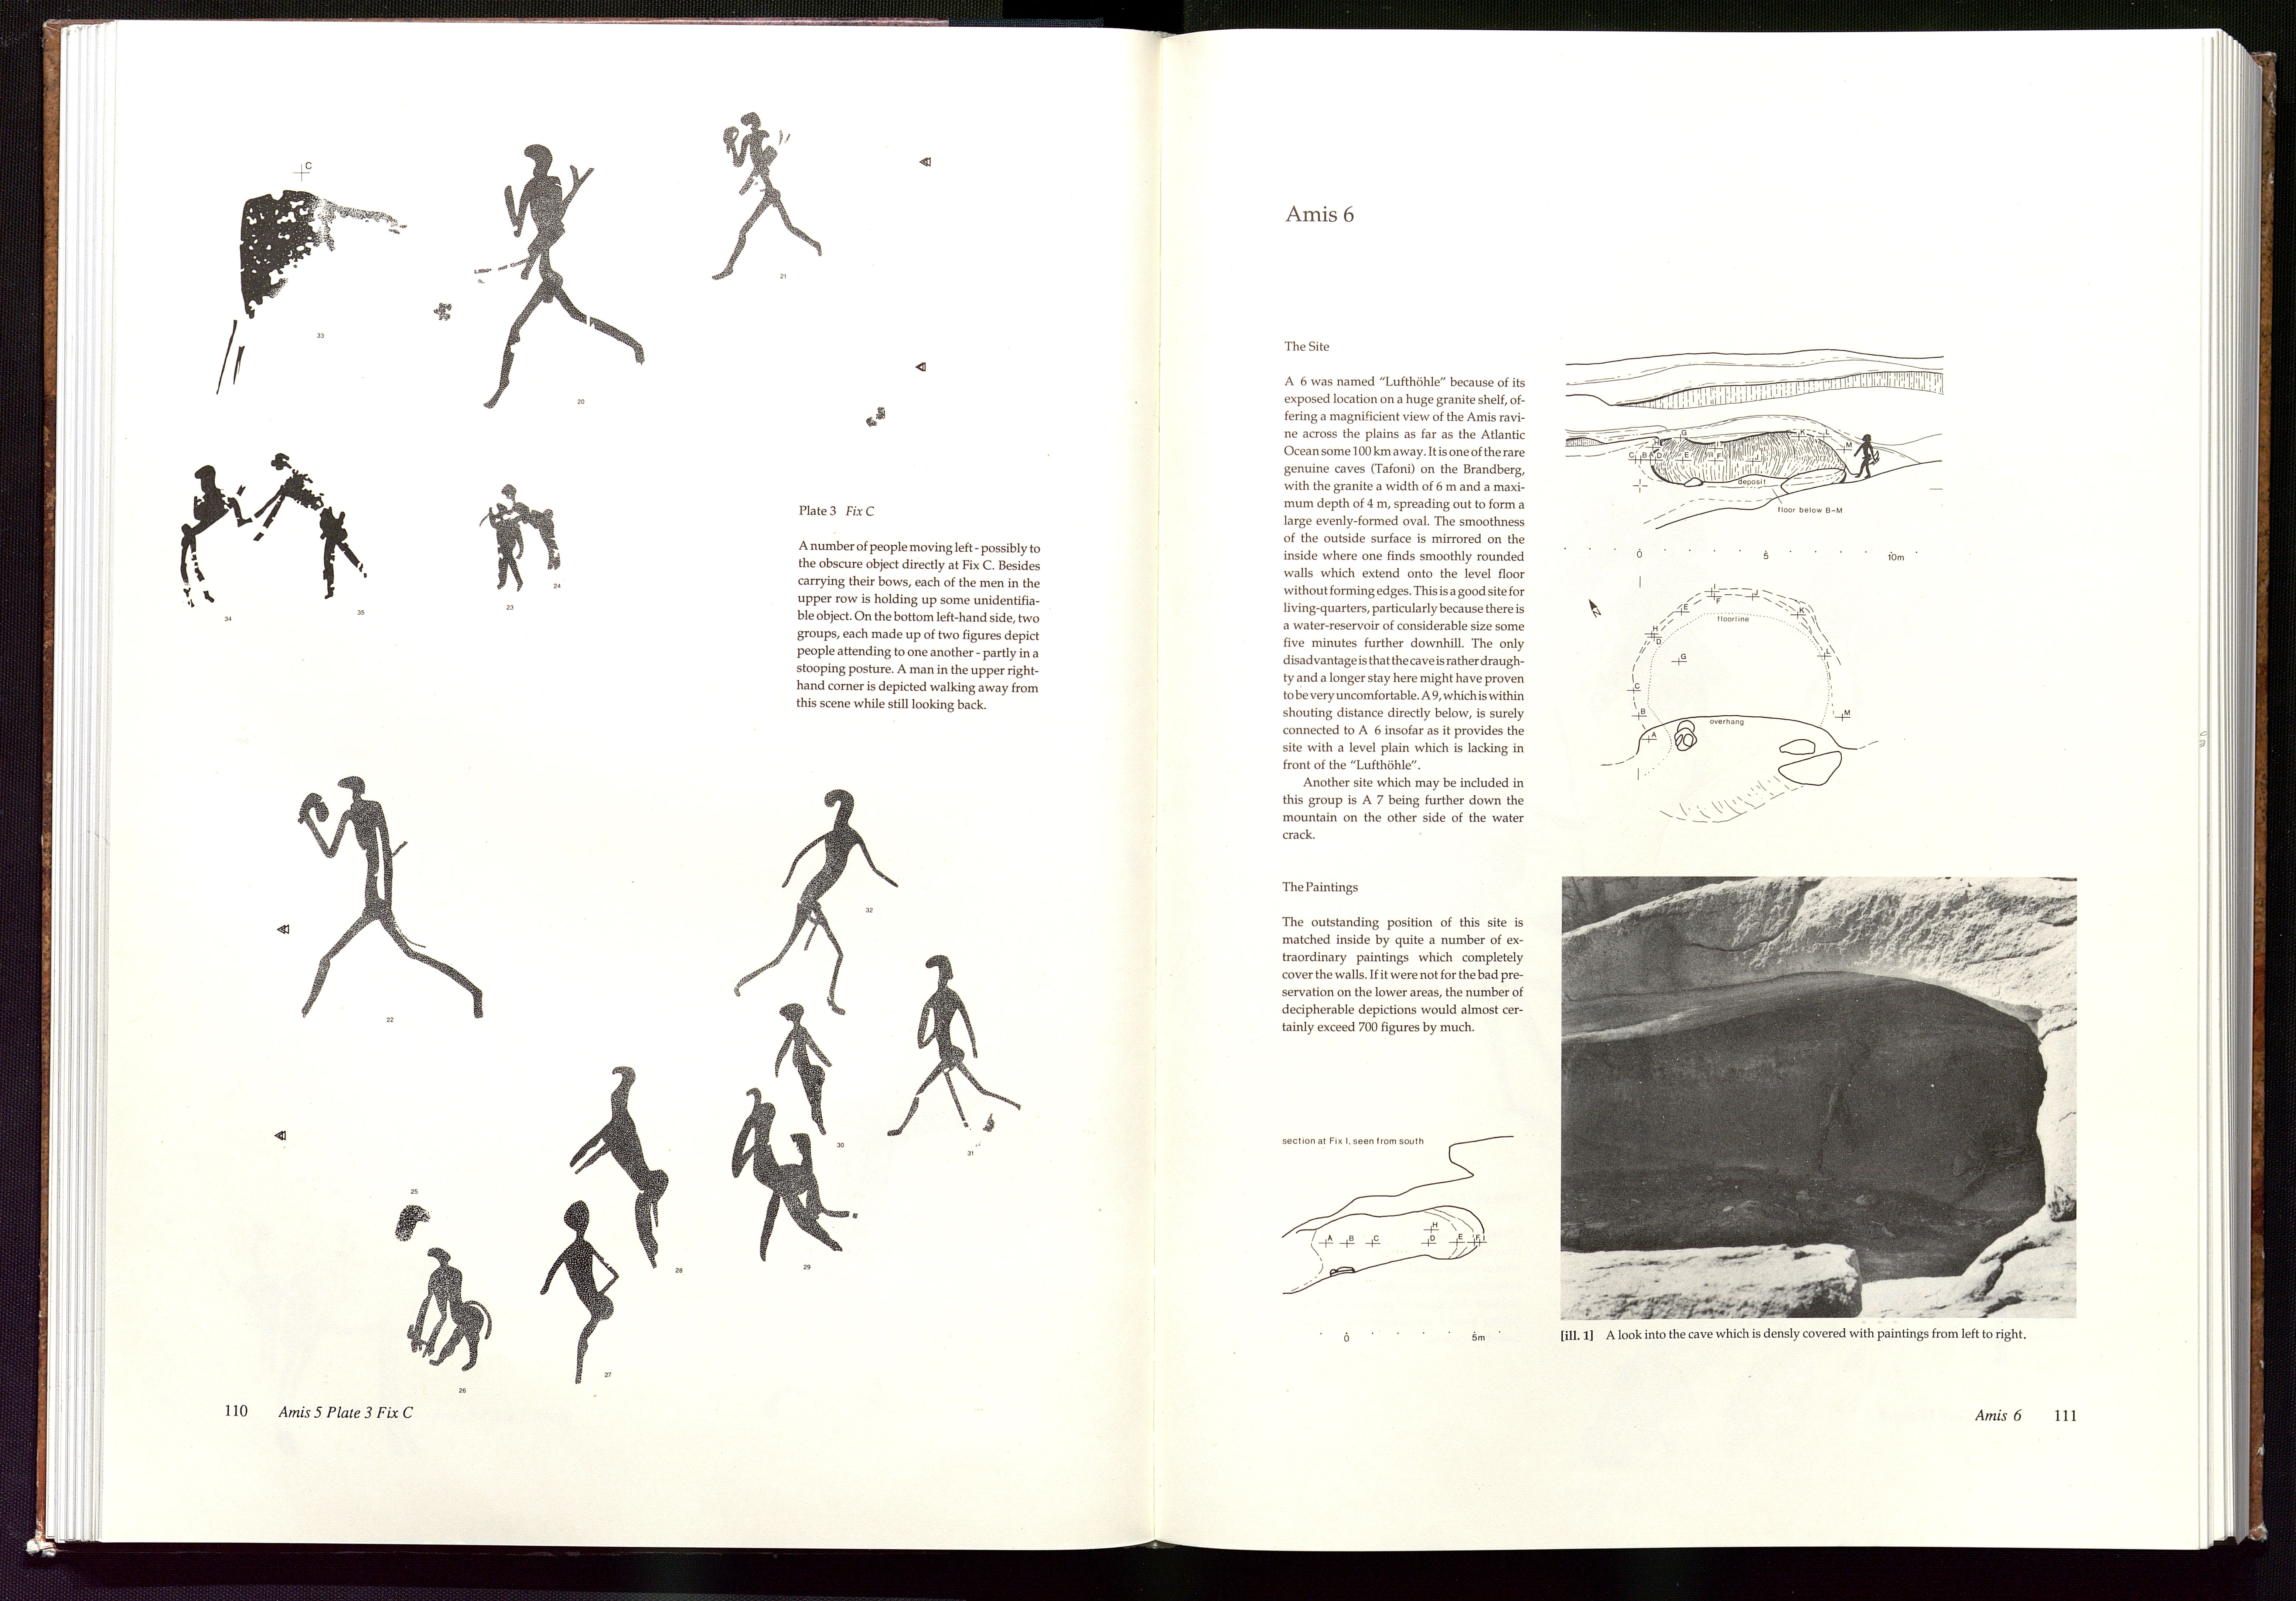 C
33
20
21
34
35
23
24
Plate 3 Fix C
A number of people moving left - possibly to
the obscure object directly at Fix C. Besides
carrying their bows, each of the men in the
upper row is holding up some unidentifia-
ble object. On the bottom left-hand side, two
groups, each made up of two figures depict
people attending to one another - partly in a
stooping posture. A man in the upper right-
hand corner is depicted walking away from
this scene while still looking back.
22
32
30
31
25
28
29
27
26
110 Amis 5 Plate 3 Fix C
Amis 6
The Site
A 6 was named “Lufthöhle” because of its
exposed location on a huge granite shelf, of-
fering a magnificient view of the Amis ravi-
ne across the plains as far as the Atlantic
Ocean some 100 km away. It is one of the rare
genuine caves (Tafoni) on the Brandberg,
with the granite a width of 6 m and a maxi-
mum depth of 4 m, spreading out to form a
large evenly-formed oval. The smoothness
of the outside surface is mirrored on the
inside where one finds smoothly rounded
walls which extend onto the level floor
without forming edges. This is a good site for
living-quarters, particularly because there is
a water-reservoir of considerable size some
five minutes further downhill. The only
disadvantage is that the cave is rather draugh-
ty and a longer stay here might have proven
to be very uncomfortable. A 9, which is within
shouting distance directly below, is surely
connected to A 6 insofar as it provides the
site with a level plain which is lacking in
front of the “Lufthöhle”.
Another site which may be included in
this group is A 7 being further down the
mountain on the other side of the water
crack.
The Paintings
The outstanding position of this site is
matched inside by quite a number of ex-
traordinary paintings which completely
cover the walls. If it were not for the bad pre-
servation on the lower areas, the number of
decipherable depictions would almost cer-
tainly exceed 700 figures by much.
section at Fix I, seen from south
H
A B C D E F I
0 5m
G K L
H I M
C B A D E F J
deposit
floor below B-M
0 5 10m
I
F J
E K
floorline
H
D
N
G L
C
B M
overhang
A
[ill. 1] A look into the cave which is densly covered with paintings from left to right.
Amis 6 111